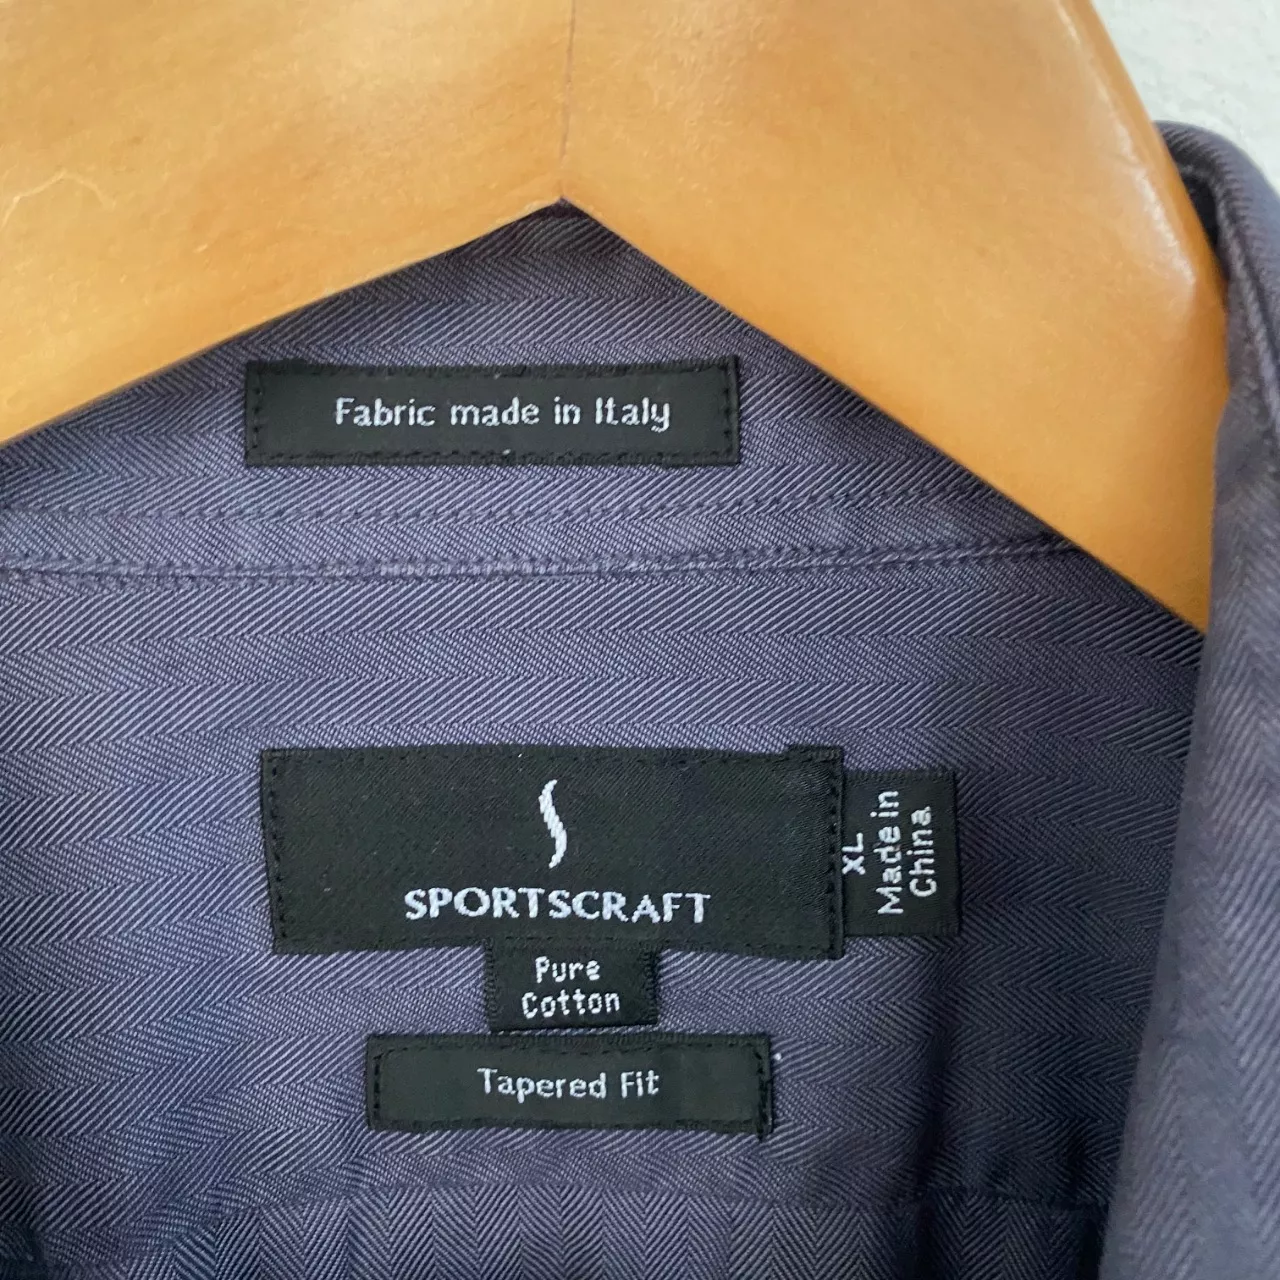 Fabric made in Italy
SPORTSCRAFT
XL
Made in
China
Pure
Cotton
Tapered Fit